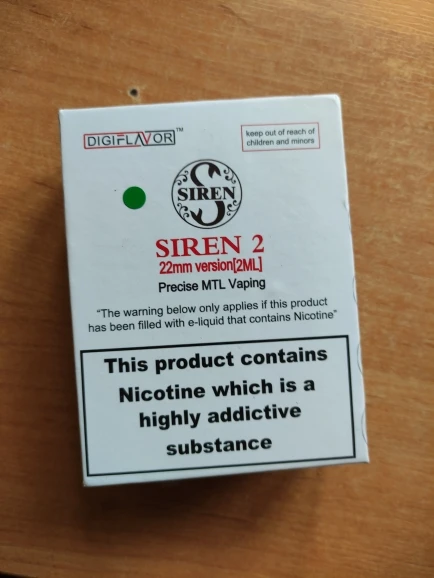 DIGIFLAVOR™
keep out of reach of
children and minors
SIREN
SIREN 2
22mm version[2ML]
Precise MTL Vaping
"The warning below only applies if this product
has been filled with e-liquid that contains Nicotine"
This product contains
Nicotine which is a
highly addictive
substance